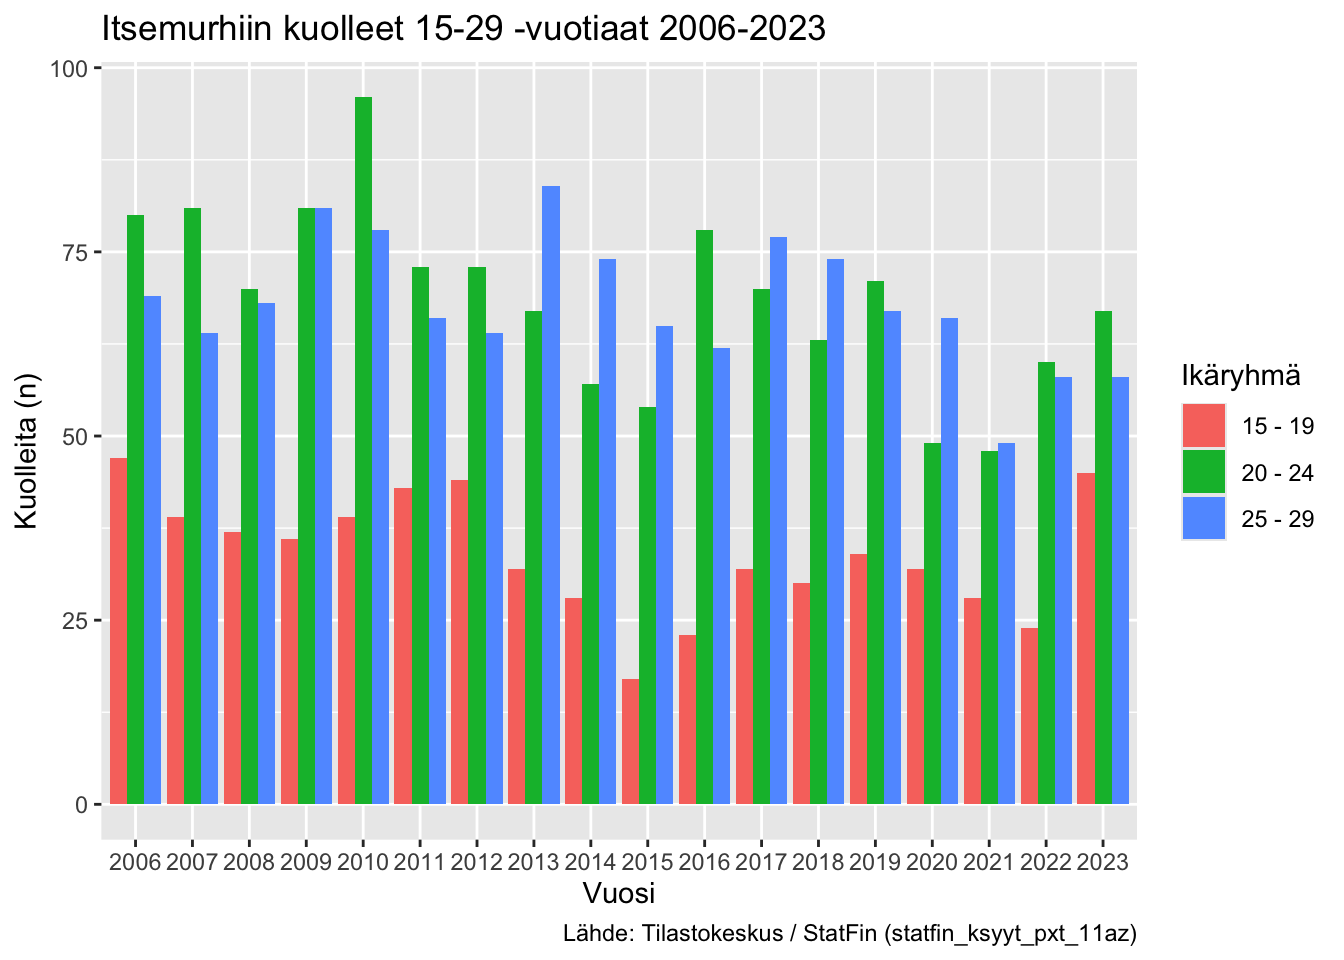 Itsemurhiin kuolleet 15-29 -vuotiaat 2006-2023
100
75
50
25
0
Kuolleita (n)
2006 2007 2008 2009 2010 2011 2012 2013 2014 2015 2016 2017 2018 2019 2020 2021 2022 2023
Vuosi
Ikäryhmä
15 - 19
20 - 24
25 - 29
Lähde: Tilastokeskus / StatFin (statfin_ksyyt_pxt_11az)